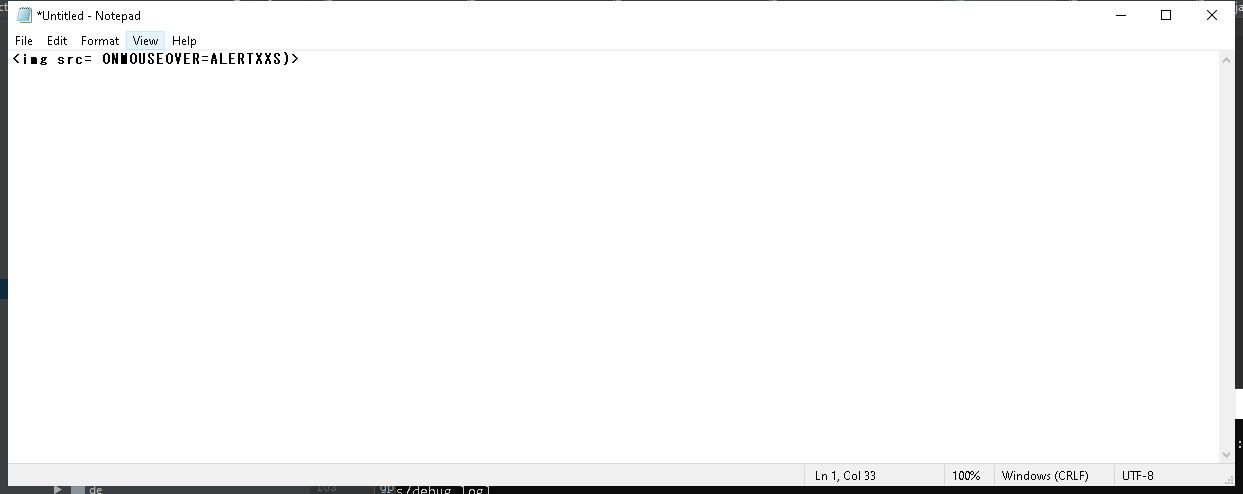 *Untitled - Notepad
File Edit Format View Help
<img src= ONMOUSEOVER=ALERTXXS)>
Ln 1, Col 33 100% Windows (CRLF) UTF-8
de 103 s/debug.log]